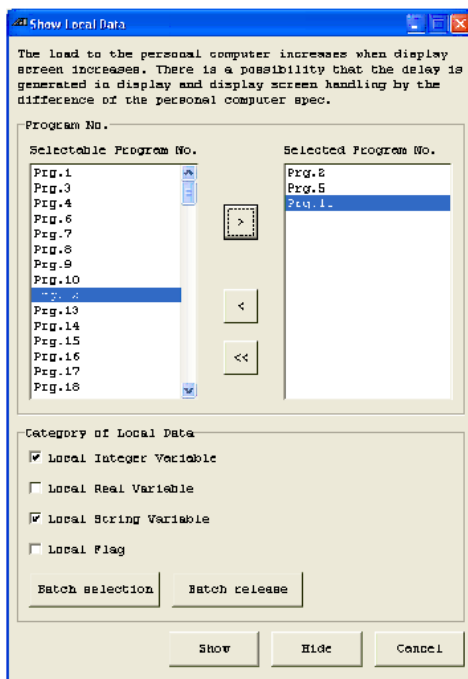 Show Local Data
The load to the personal computer increases when display
screen increases. There is a possibility that the delay is
generated in display and display screen handling by the
difference of the personal computer spec.
Program No.
Selectable Program No.
Selected Program No.
Prg.1
Prg.3
Prg.4
Prg.6
Prg.7
Prg.8
Prg.9
Prg.10
Prg.13
Prg.14
Prg.15
Prg.16
Prg.17
Prg.18
>
<
<<
Prg.2
Prg.5
Category of Local Data
Local Integer Variable
Local Real Variable
Local String Variable
Local Flag
Batch selection
Batch release
Show
Hide
Cancel